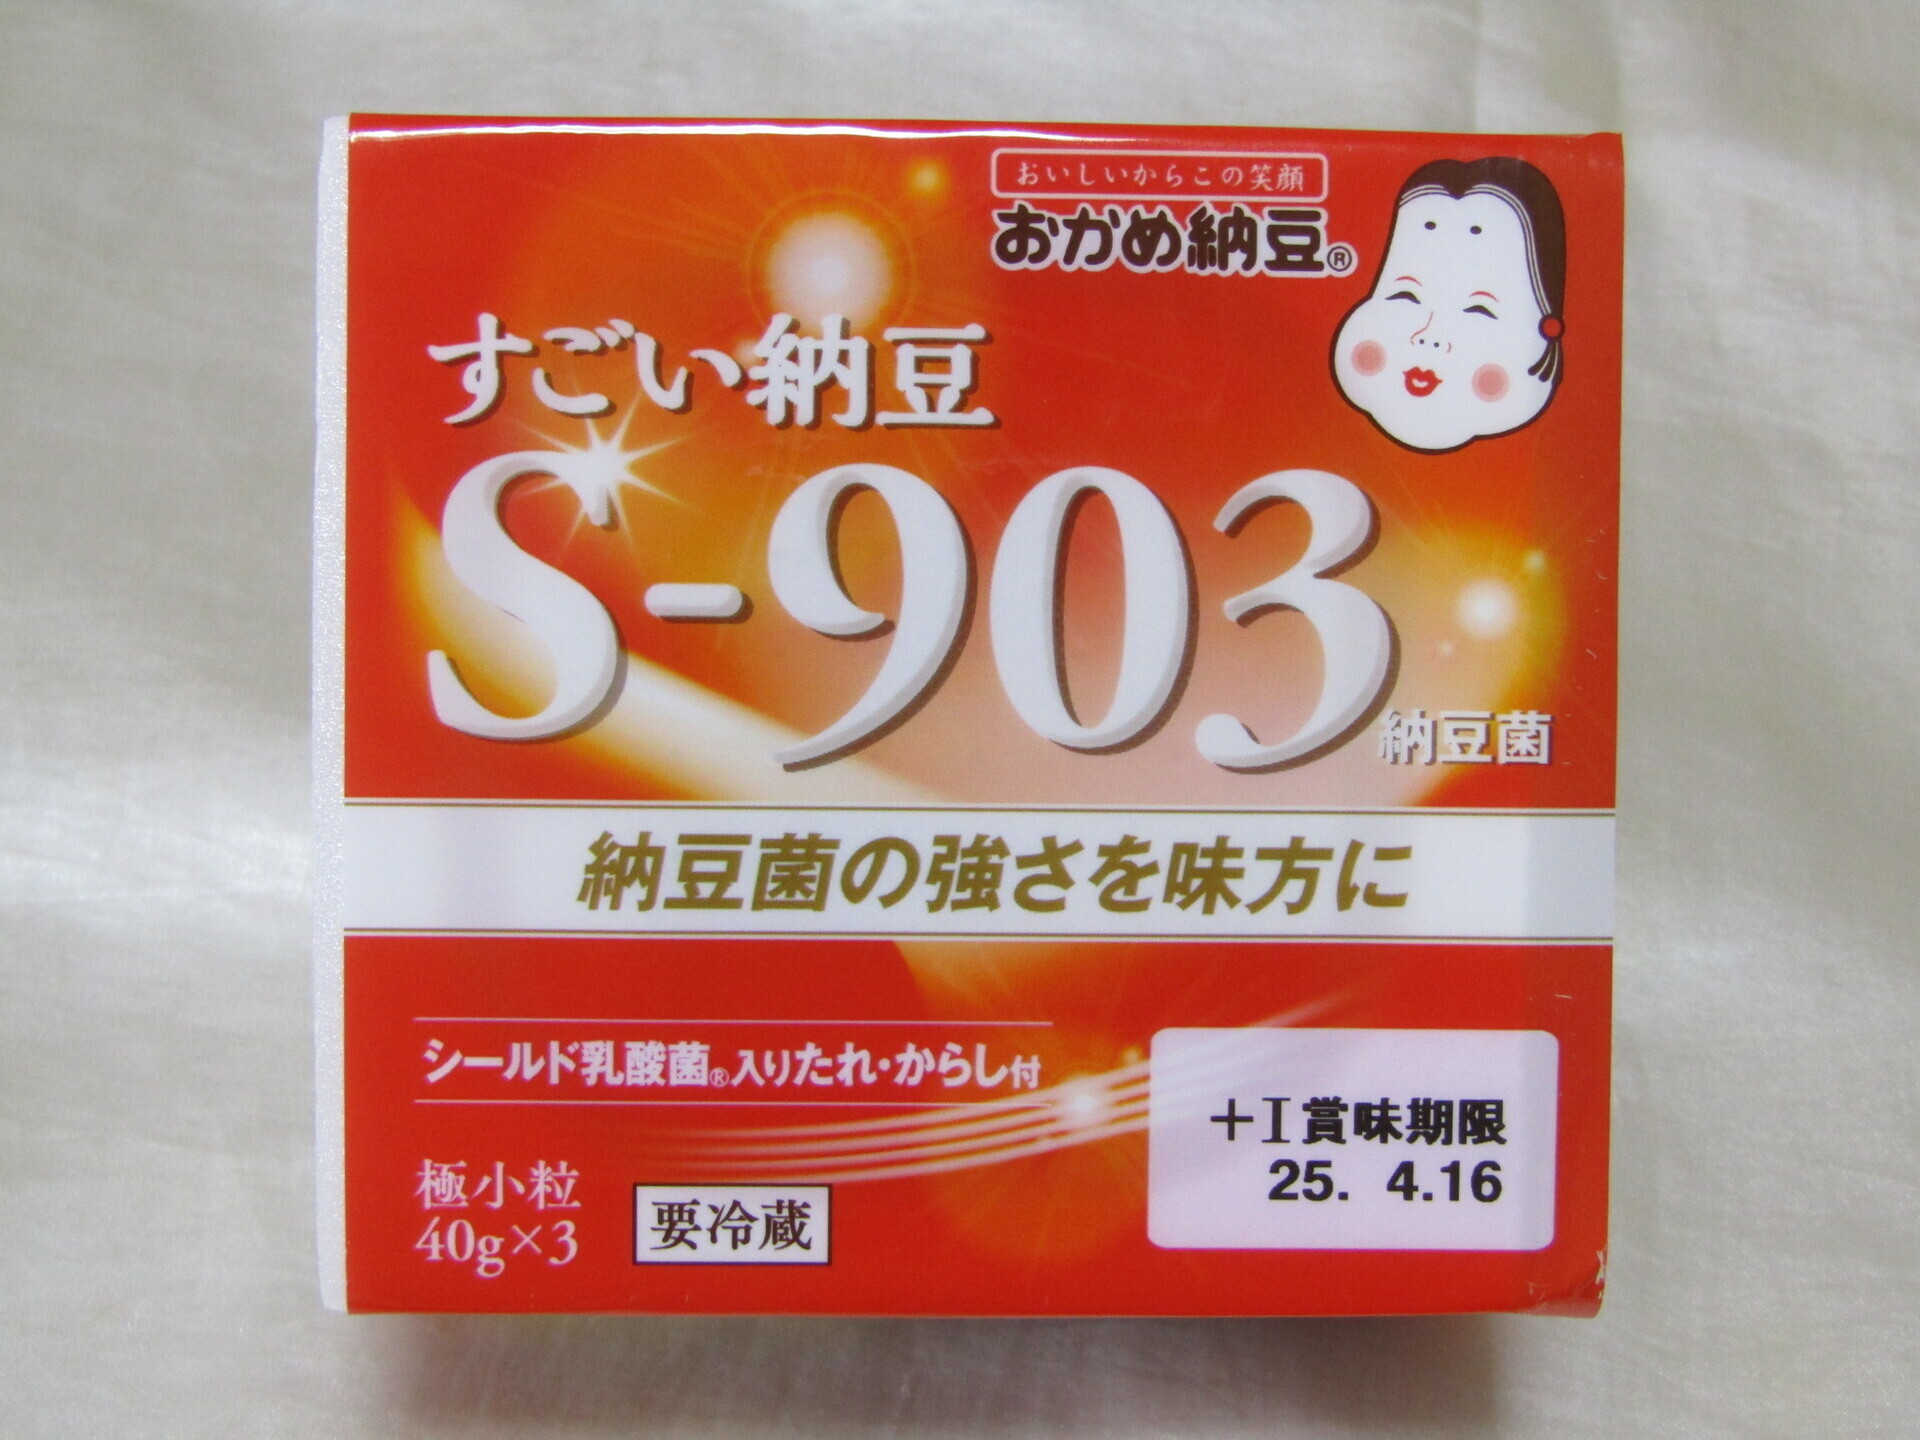 おいしいからこの笑顔
おかめ納豆®
すごい納豆
S-903
納豆菌
納豆菌の強さを味方に
シールド乳酸菌®入りたれ・からし付
極小粒
40g×3
要冷蔵
+I賞味期限
25. 4.16